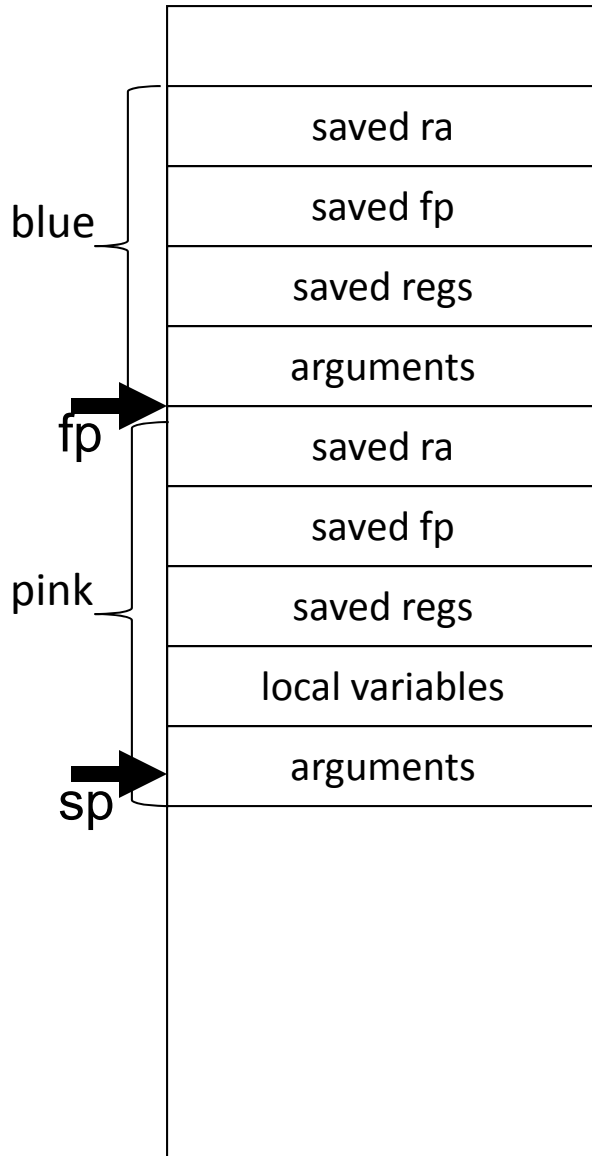 saved ra
saved fp
blue
saved regs
arguments
fp
saved ra
saved fp
pink
saved regs
local variables
arguments
sp